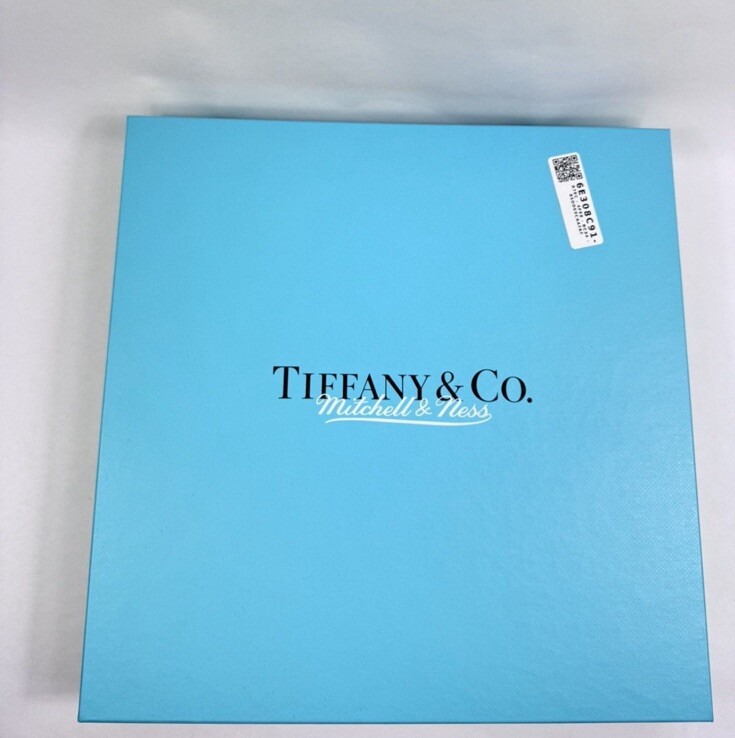 6E308C91-
TIFFANY & CO.
Mitchell & Ness